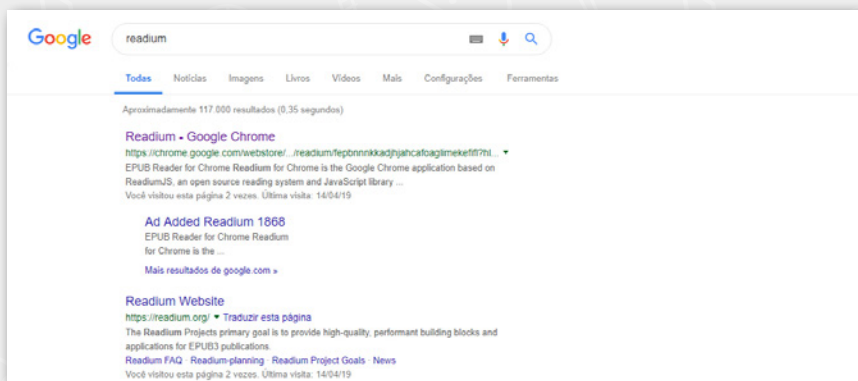 Google
readium
Todas Notícias Imagens Livros Vídeos Mais Configurações Ferramentas
Aproximadamente 117.000 resultados (0,35 segundos)
Readium - Google Chrome
https://chrome.google.com/webstore/.../readium/fepbnnnkkadjhjahcafoaglimekefifl?hl...
EPUB Reader for Chrome Readium for Chrome is the Google Chrome application based on
ReadiumJS, an open source reading system and JavaScript library ...
Você visitou esta página 2 vezes. Última visita: 14/04/19
Ad Added Readium 1868
EPUB Reader for Chrome Readium
for Chrome is the ...
Mais resultados de google.com »
Readium Website
https://readium.org/ Traduzir esta página
The Readium Projects primary goal is to provide high-quality, performant building blocks and
applications for EPUB3 publications.
Readium FAQ · Readium-planning · Readium Project Goals · News
Você visitou esta página 2 vezes. Última visita: 14/04/19